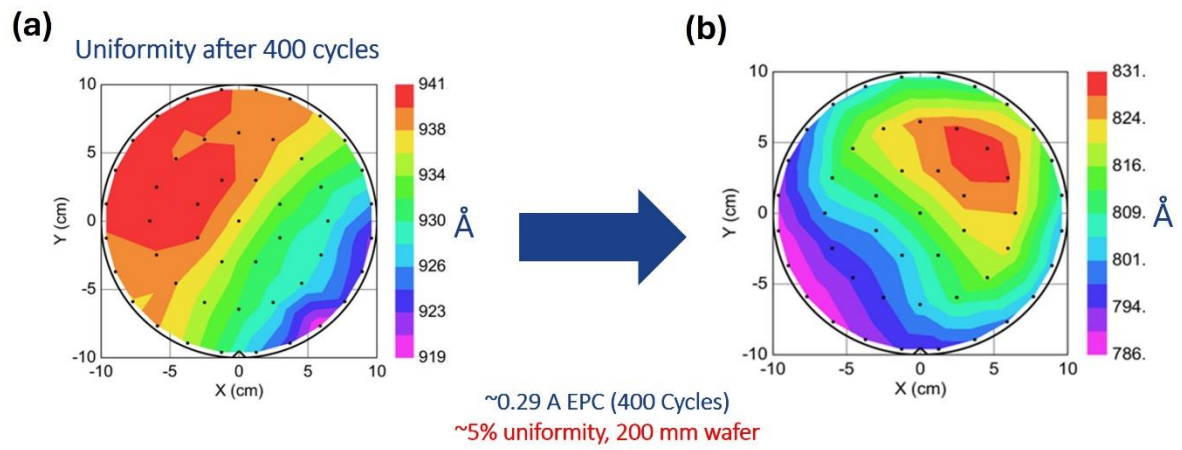 (a)
Uniformity after 400 cycles
10
5
0
-5
-10
Y (cm)
-10 -5 0 5 10
X (cm)
941
938
934
930
926
923
919
Å
(b)
10
5
0
-5
-10
Y (cm)
-10 -5 0 5 10
X (cm)
831.
824.
816.
809.
801.
794.
786.
Å
~0.29 A EPC (400 Cycles)
~5% uniformity, 200 mm wafer